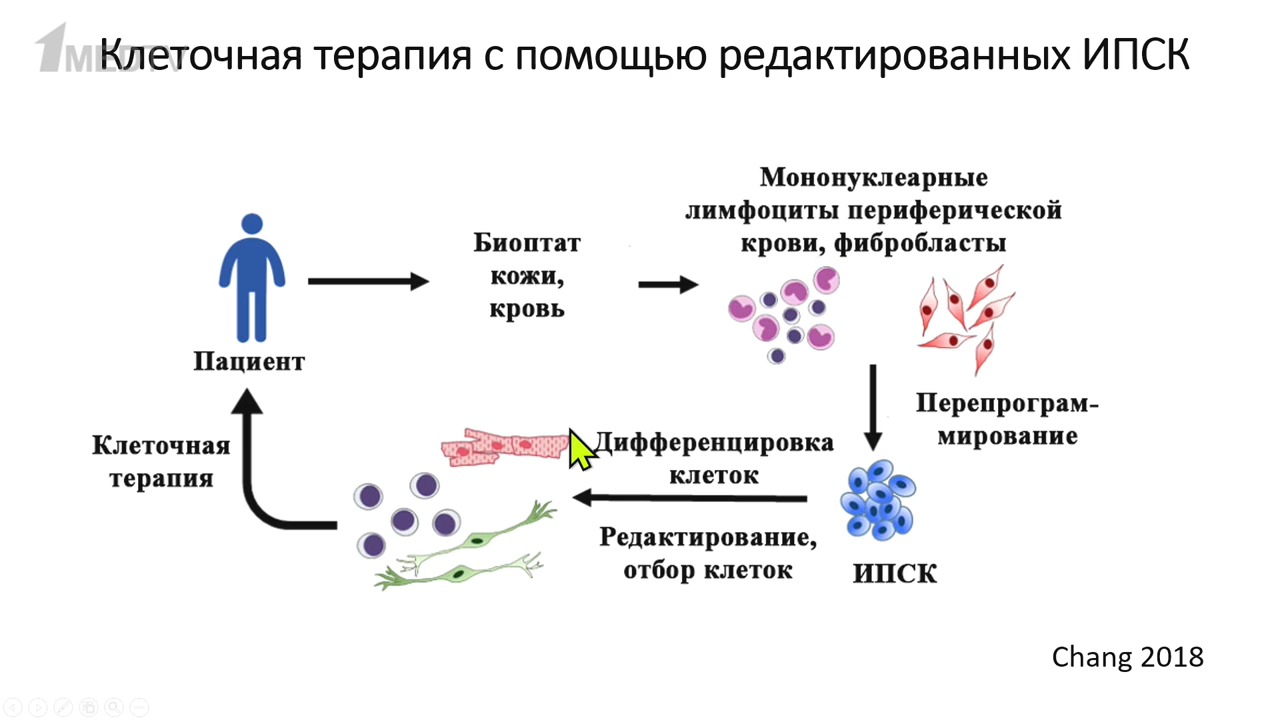 1MEDTV
Клеточная терапия с помощью редактированных ИПСК
Мононуклеарные
лимфоциты периферической
крови, фибробласты
Биоптат
кожи,
кровь
Пациент
Перепрограм-
мирование
Клеточная
терапия
Дифференцировка
клеток
Редактирование,
отбор клеток
ИПСК
Chang 2018